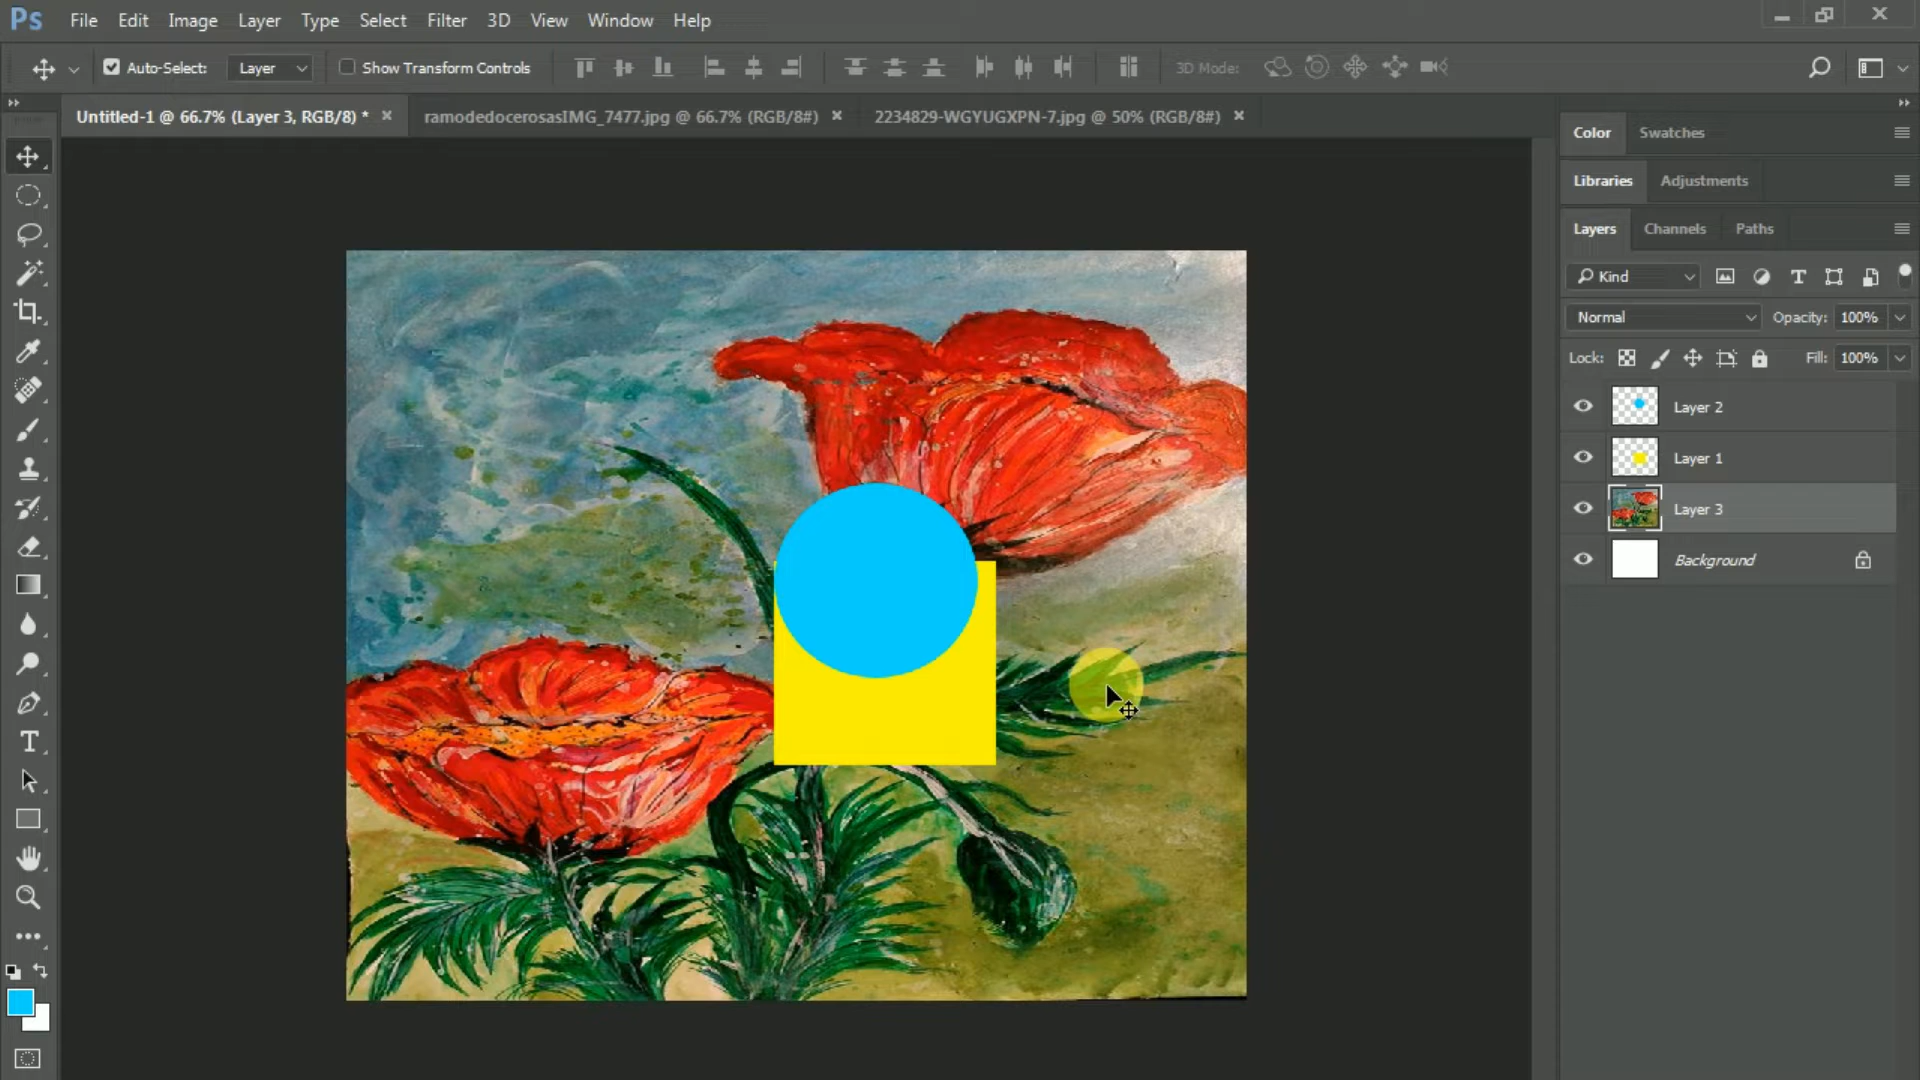 Ps File Edit Image Layer Type Select Filter 3D View Window Help
Auto-Select: Layer Show Transform Controls 3D Mode:
Untitled-1 @ 66.7% (Layer 3, RGB/8) * ramodedocerosasIMG_7477.jpg @ 66.7% (RGB/8#) 2234829-WGYUGXPN-7.jpg @ 50% (RGB/8#)
Color Swatches
Libraries Adjustments
Layers Channels Paths
Kind
Normal Opacity: 100%
Lock: Fill: 100%
Layer 2
Layer 1
Layer 3
Background